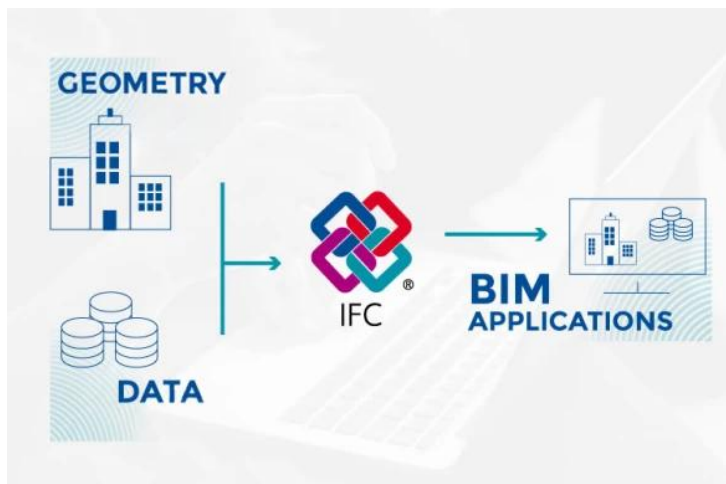 GEOMETRY
DATA
®
IFC
BIM
APPLICATIONS